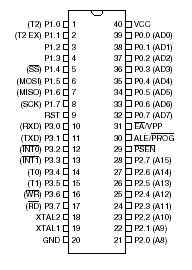 (T2) P1.0 1 40 VCC
(T2 EX) P1.1 2 39 P0.0 (AD0)
P1.2 3 38 P0.1 (AD1)
P1.3 4 37 P0.2 (AD2)
(SS) P1.4 5 36 P0.3 (AD3)
(MOSI) P1.5 6 35 P0.4 (AD4)
(MISO) P1.6 7 34 P0.5 (AD5)
(SCK) P1.7 8 33 P0.6 (AD6)
RST 9 32 P0.7 (AD7)
(RXD) P3.0 10 31 EA/VPP
(TXD) P3.1 11 30 ALE/PROG
(INT0) P3.2 12 29 PSEN
(INT1) P3.3 13 28 P2.7 (A15)
(T0) P3.4 14 27 P2.6 (A14)
(T1) P3.5 15 26 P2.5 (A13)
(WR) P3.6 16 25 P2.4 (A12)
(RD) P3.7 17 24 P2.3 (A11)
XTAL2 18 23 P2.2 (A10)
XTAL1 19 22 P2.1 (A9)
GND 20 21 P2.0 (A8)